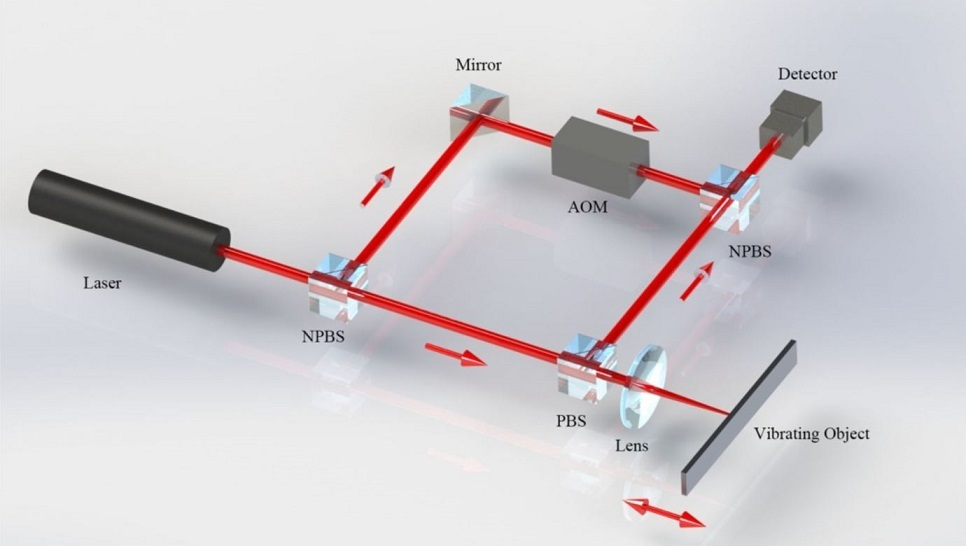 Mirror
Detector
AOM
NPBS
Laser
NPBS
PBS
Lens
Vibrating Object